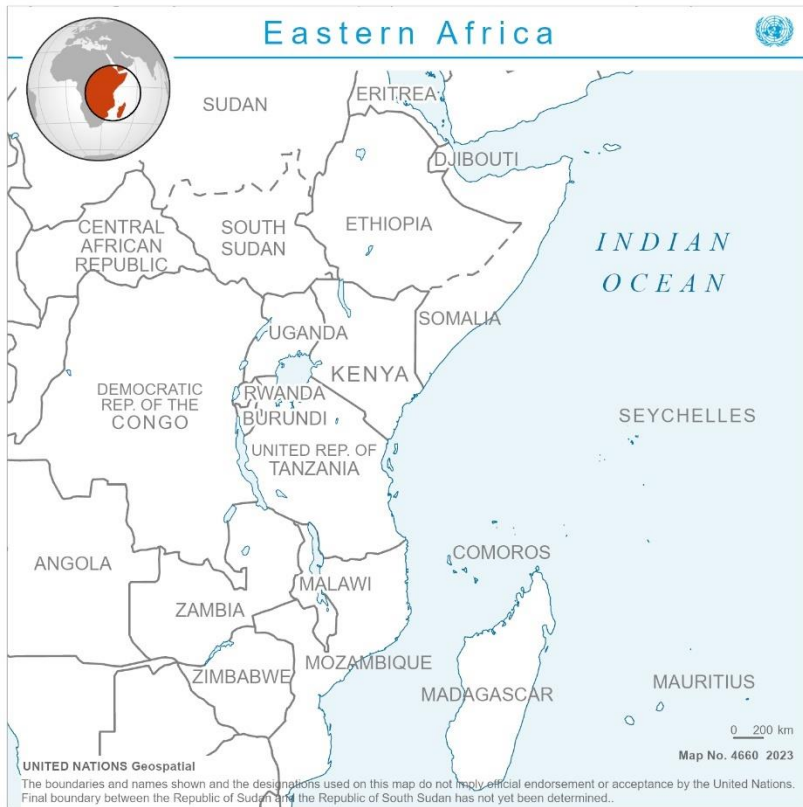 Eastern Africa
SUDAN
ERITREA
DJIBOUTI
CENTRAL
AFRICAN
REPUBLIC
SOUTH
SUDAN
ETHIOPIA
INDIAN
OCEAN
SOMALIA
UGANDA
KENYA
RWANDA
BURUNDI
DEMOCRATIC
REP. OF THE
CONGO
UNITED REP. OF
TANZANIA
SEYCHELLES
ANGOLA
COMOROS
MALAWI
ZAMBIA
MOZAMBIQUE
ZIMBABWE
MADAGASCAR
MAURITIUS
0 200 km
UNITED NATIONS Geospatial
Map No. 4660 2023
The boundaries and names shown and the designations used on this map do not imply official endorsement or acceptance by the United Nations.
Final boundary between the Republic of Sudan and the Republic of South Sudan has not yet been determined..